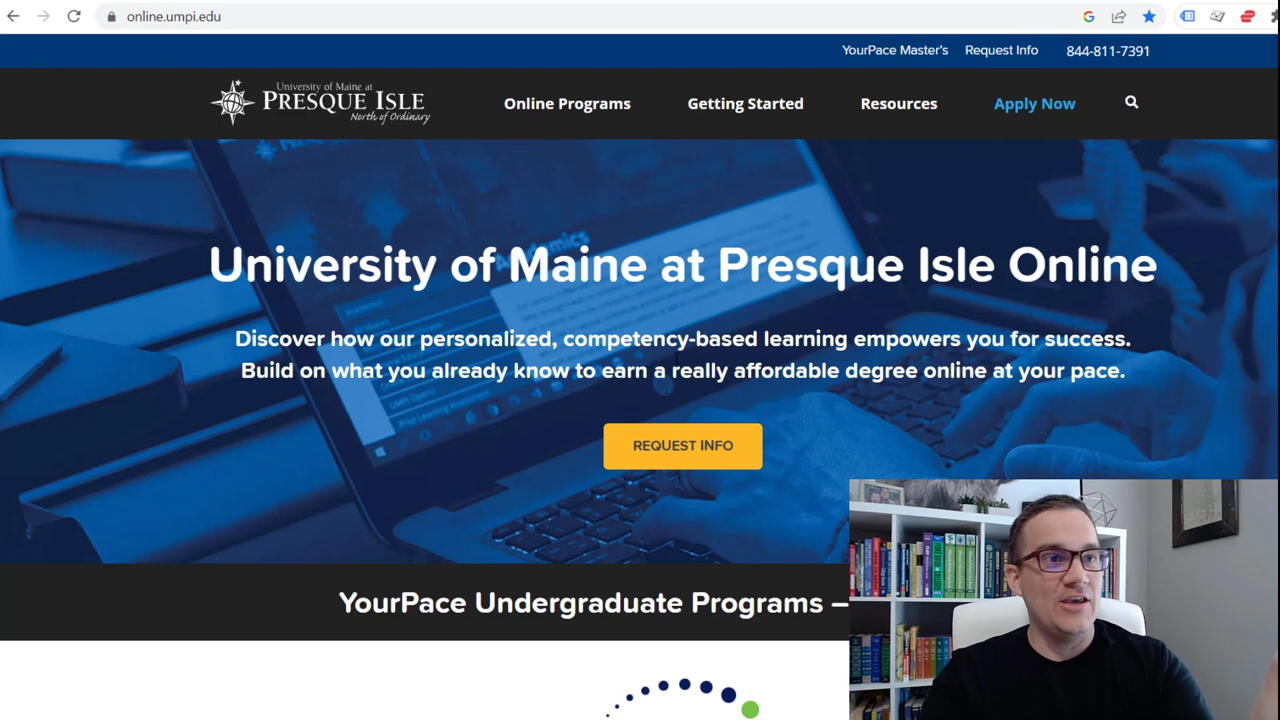 online.umpi.edu
YourPace Master's Request Info 844-811-7391
University of Maine at
PRESQUE ISLE
North of Ordinary
Online Programs Getting Started Resources Apply Now
Academics
University of Maine at Presque Isle Online
Discover how our personalized, competency-based learning empowers you for success.
Build on what you already know to earn a really affordable degree online at your pace.
REQUEST INFO
YourPace Undergraduate Programs –